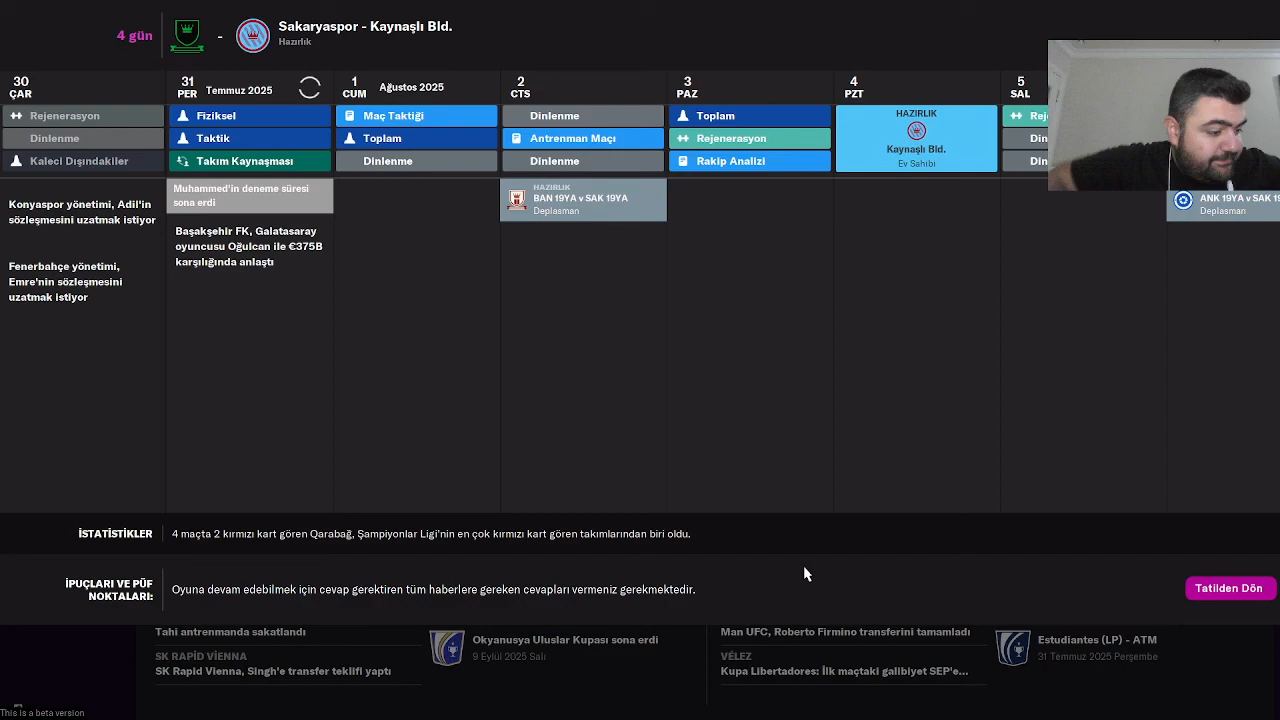 4 gün
-
Sakaryaspor - Kaynaşlı Bld.
Hazırlık
30
ÇAR
31
PER
Temmuz 2025
1
CUM
Ağustos 2025
2
CTS
3
PAZ
4
PZT
5
SAL
Rejenerasyon
Dinlenme
Kaleci Dışındakiler
Fiziksel
Taktik
Takım Kaynaşması
Maç Taktiği
Toplam
Dinlenme
Dinlenme
Antrenman Maçı
Dinlenme
Toplam
Rejenerasyon
Rakip Analizi
HAZIRLIK
Kaynaşlı Bld.
Ev Sahibi
Rej
Din
Din
Konyaspor yönetimi, Adil'in
sözleşmesini uzatmak istiyor
Fenerbahçe yönetimi,
Emre'nin sözleşmesini
uzatmak istiyor
Muhammed'in deneme süresi
sona erdi
Başakşehir FK, Galatasaray
oyuncusu Oğulcan ile €375B
karşılığında anlaştı
HAZIRLIK
BAN 19YA v SAK 19YA
Deplasman
ANK 19YA v SAK 19
Deplasman
İSTATİSTİKLER
4 maçta 2 kırmızı kart gören Qarabağ, Şampiyonlar Ligi'nin en çok kırmızı kart gören takımlarından biri oldu.
İPUÇLARI VE PÜF
NOKTALARI:
Oyuna devam edebilmek için cevap gerektiren tüm haberlere gereken cevapları vermeniz gerekmektedir.
Tatilden Dön
Tahi antrenmanda sakatlandı
SK RAPİD VİENNA
SK Rapid Vienna, Singh'e transfer teklifi yaptı
Okyanusya Uluslar Kupası sona erdi
9 Eylül 2025 Salı
Man UFC, Roberto Firmino transferini tamamladı
VÉLEZ
Kupa Libertadores: İlk maçtaki galibiyet SEP'e...
Estudiantes (LP) - ATM
31 Temmuz 2025 Perşembe
This is a beta version